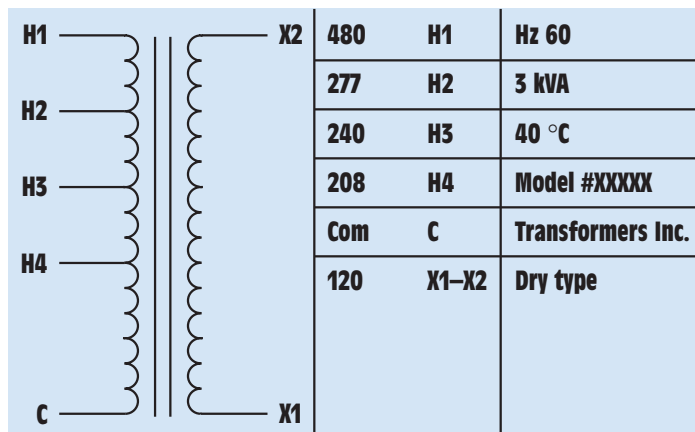 H1
H2
H3
H4
C
X2
X1
480 H1 Hz 60
277 H2 3 kVA
240 H3 40 °C
208 H4 Model #XXXXX
Com C Transformers Inc.
120 X1–X2 Dry type